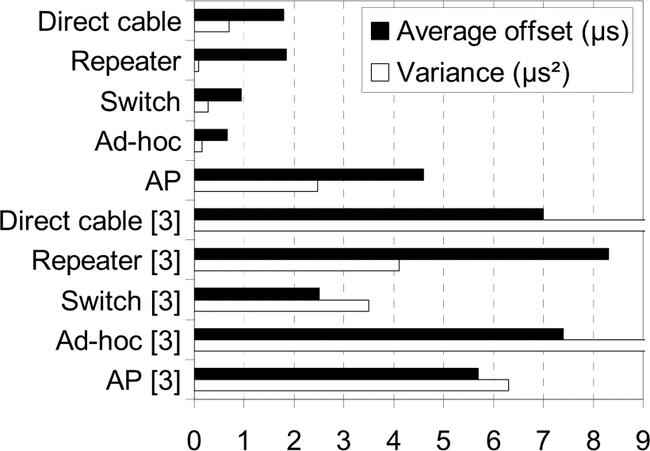 Direct cable
Repeater
Switch
Ad-hoc
AP
Direct cable [3]
Repeater [3]
Switch [3]
Ad-hoc [3]
AP [3]
Average offset (µs)
Variance (µs²)
0 1 2 3 4 5 6 7 8 9